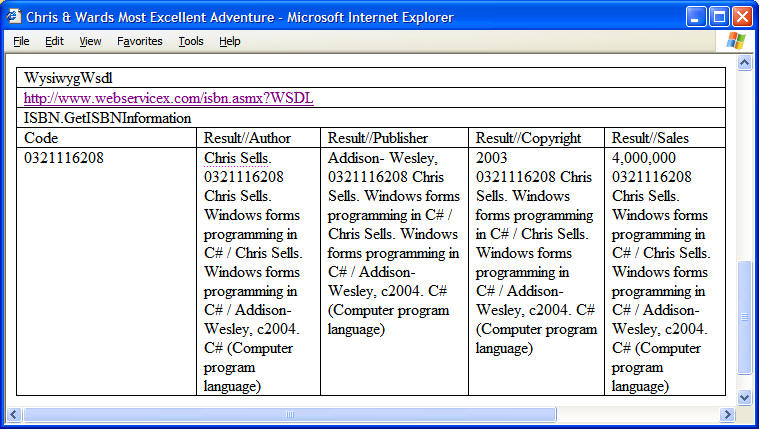 Chris & Wards Most Excellent Adventure - Microsoft Internet Explorer
File Edit View Favorites Tools Help
WysiwygWsdl
http://www.webservicex.com/isbn.asmx?WSDL
ISBN.GetISBNInformation
Code Result//Author Result//Publisher Result//Copyright Result//Sales
0321116208
Chris Sells.
0321116208
Chris Sells.
Windows forms
programming in
C# / Chris Sells.
Windows forms
programming in
C# / Addison-
Wesley, c2004.
C# (Computer
program
language)
Addison- Wesley,
0321116208 Chris
Sells. Windows forms
programming in C# /
Chris Sells. Windows
forms programming in
C# / Addison-
Wesley, c2004. C#
(Computer program
language)
2003
0321116208 Chris
Sells. Windows
forms programming
in C# / Chris Sells.
Windows forms
programming in
C# / Addison-
Wesley, c2004. C#
(Computer program
language)
4,000,000
0321116208
Chris Sells.
Windows forms
programming in
C# / Chris Sells.
Windows forms
programming in
C# / Addison-
Wesley, c2004.
C# (Computer
program
language)